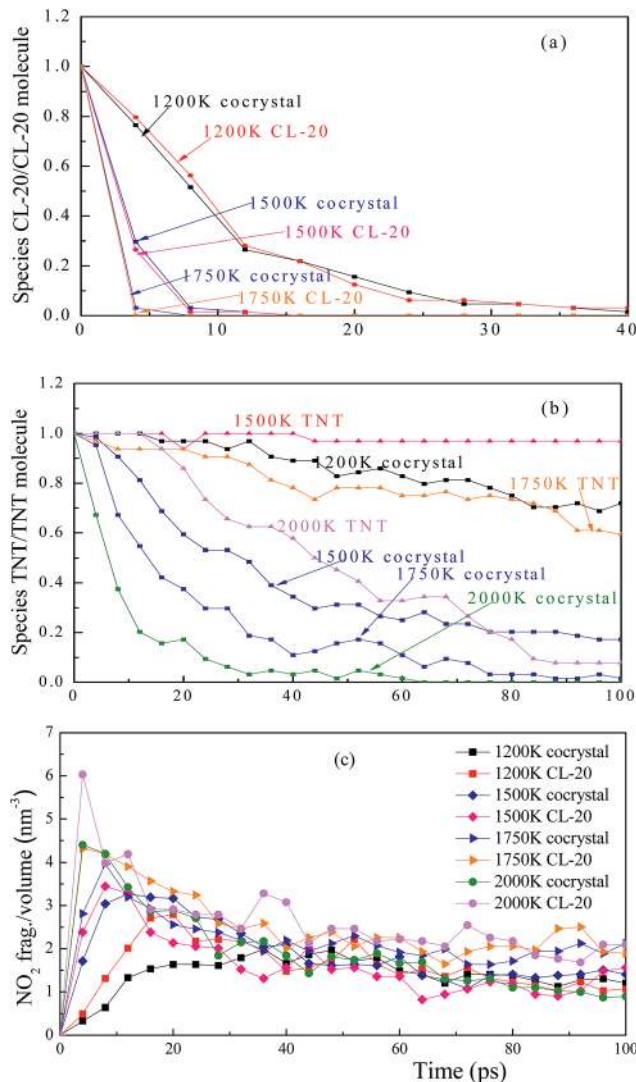 (a)
1200K cocrystal
1200K CL-20
1500K cocrystal
1500K CL-20
1750K cocrystal
1750K CL-20
Species CL-20/CL-20 molecule
1.0
0.8
0.6
0.4
0.2
0.0
0 10 20 30 40
(b)
1500K TNT
1200K cocrystal
1750K TNT
2000K TNT
1500K cocrystal
1750K cocrystal
2000K cocrystal
Species TNT/TNT molecule
1.2
1.0
0.8
0.6
0.4
0.2
0.0
0 20 40 60 80 100
(c)
1200K cocrystal
1200K CL-20
1500K cocrystal
1500K CL-20
1750K cocrystal
1750K CL-20
2000K cocrystal
2000K CL-20
NO₂ frag./volume (nm⁻³)
7
6
5
4
3
2
1
0
0 20 40 60 80 100
Time (ps)